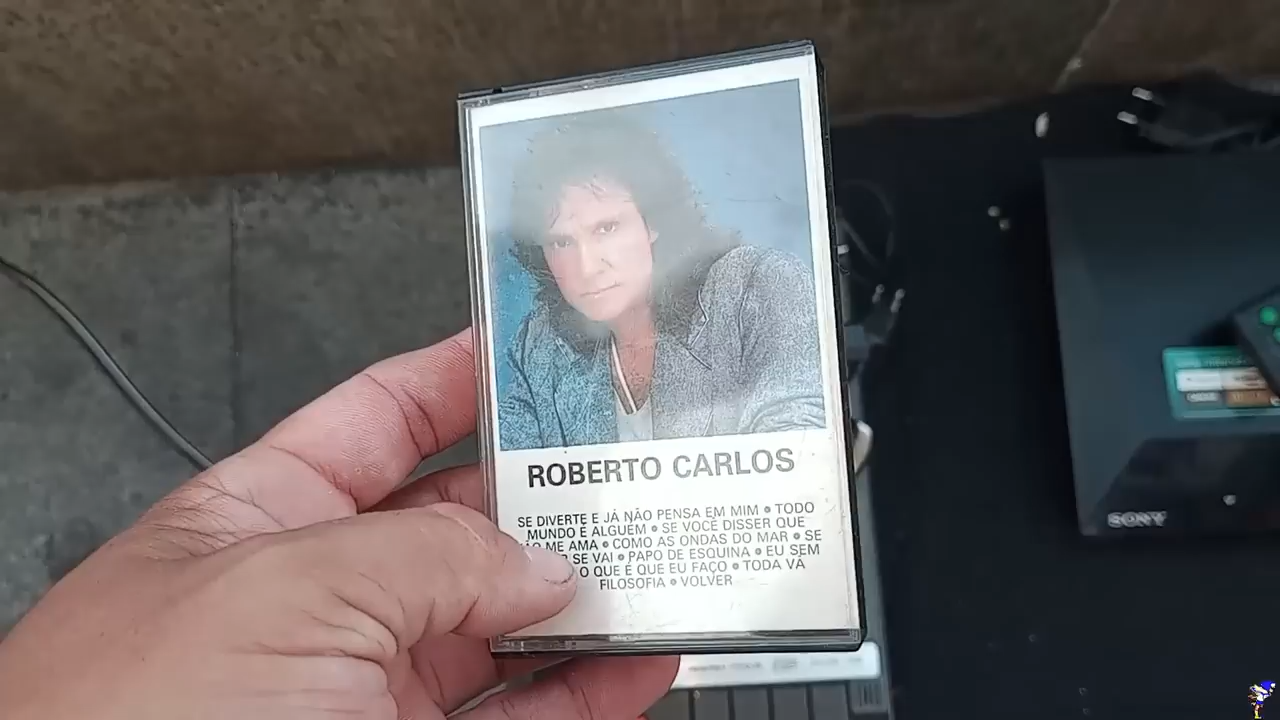 ROBERTO CARLOS
SE DIVERTE E JÁ NÃO PENSA EM MIM • TODO
MUNDO É ALGUÉM • SE VOCÊ DISSER QUE
ME AMA • COMO AS ONDAS DO MAR • SE
SE VAI • PAPO DE ESQUINA • EU SEM
O QUE É QUE EU FAÇO • TODA VÃ
FILOSOFIA • VOLVER
SONY